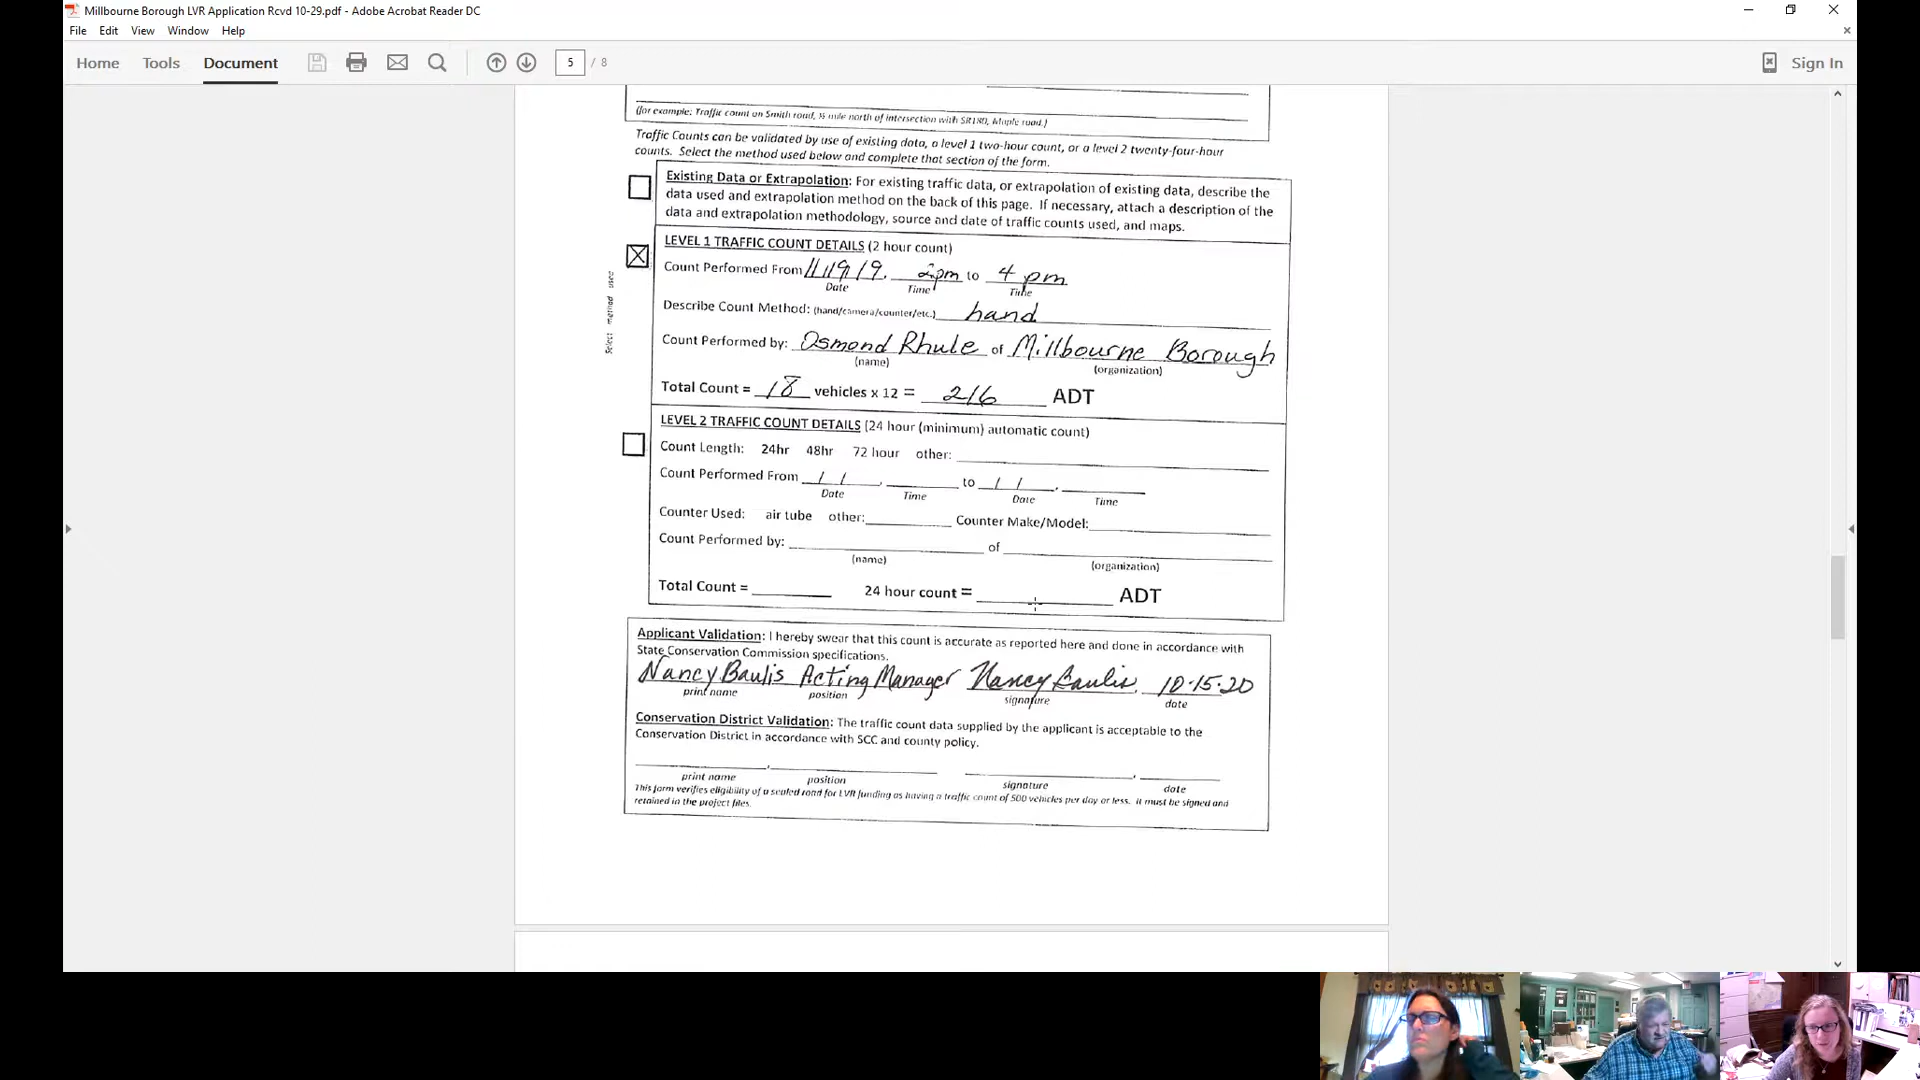 Millbourne Borough LVR Application Rcvd 10-29.pdf - Adobe Acrobat Reader DC
File Edit View Window Help
Home Tools Document 5 / 8 Sign In
(for example: Traffic count on Smith road, ½ mile north of intersection with SR180, Maple road.)
Traffic Counts can be validated by use of existing data, a level 1 two-hour count, or a level 2 twenty-four-hour
counts. Select the method used below and complete that section of the form.
Existing Data or Extrapolation: For existing traffic data, or extrapolation of existing data, describe the
data used and extrapolation method on the back of this page. If necessary, attach a description of the
data and extrapolation methodology, source and date of traffic counts used, and maps.
Select method used
LEVEL 1 TRAFFIC COUNT DETAILS (2 hour count)
Count Performed From 2pm to 4 pm
Date Time Time
Describe Count Method: (hand/camera/counter/etc.) hand
Count Performed by: Osmond Rhule of Millbourne Borough
(name) (organization)
Total Count = 18 vehicles x 12 = 216 ADT
LEVEL 2 TRAFFIC COUNT DETAILS (24 hour (minimum) automatic count)
Count Length: 24hr 48hr 72 hour other:
Count Performed From / / , to / / ,
Date Time Date Time
Counter Used: air tube other: Counter Make/Model:
Count Performed by: of
(name) (organization)
Total Count = 24 hour count = ADT
Applicant Validation: I hereby swear that this count is accurate as reported here and done in accordance with
State Conservation Commission specifications.
Nancy Baulis Acting Manager Nancy Baulis, 10-15-20
print name position signature date
Conservation District Validation: The traffic count data supplied by the applicant is acceptable to the
Conservation District in accordance with SCC and county policy.
print name position signature date
This form verifies eligibility of a sealed road for LVR funding as having a traffic count of 500 vehicles per day or less. It must be signed and
retained in the project files.